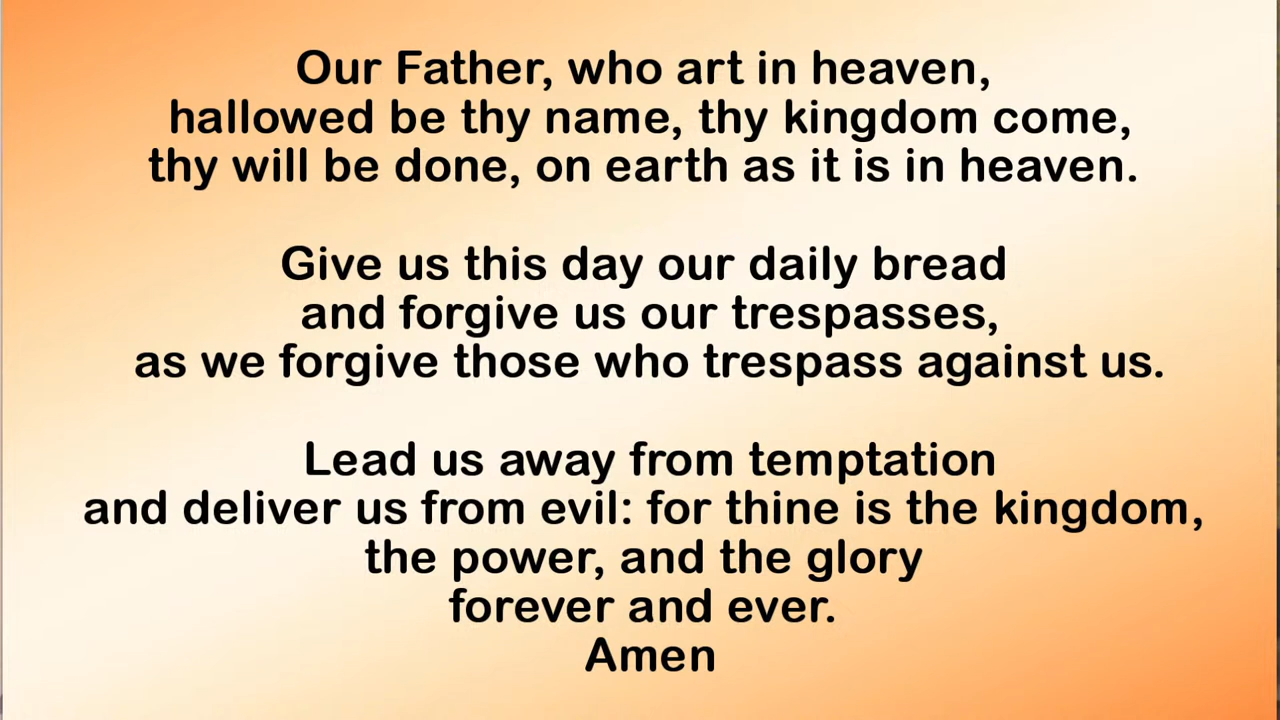 Our Father, who art in heaven,
hallowed be thy name, thy kingdom come,
thy will be done, on earth as it is in heaven.
Give us this day our daily bread
and forgive us our trespasses,
as we forgive those who trespass against us.
Lead us away from temptation
and deliver us from evil: for thine is the kingdom,
the power, and the glory
forever and ever.
Amen